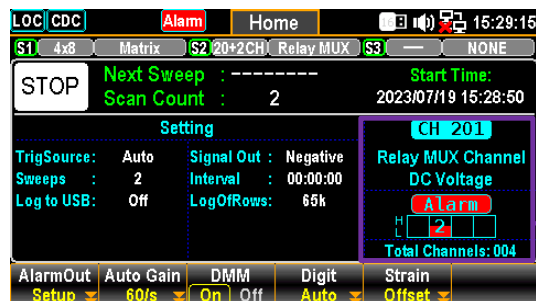 LOC CDC Alarm Home 15:29:15
S1 4x8 Matrix S2 20+2CH Relay MUX S3 — NONE
STOP
Next Sweep : --------
Scan Count : 2
Start Time:
2023/07/19 15:28:50
Setting
TrigSource: Auto Signal Out : Negative
Sweeps : 2 Interval : 00:00:00
Log to USB: Off LogOfRows: 65k
CH 201
Relay MUX Channel
DC Voltage
Alarm
H
L 2
Total Channels: 004
AlarmOut Auto Gain DMM Digit Strain
Setup 60/s On Off Auto Offset